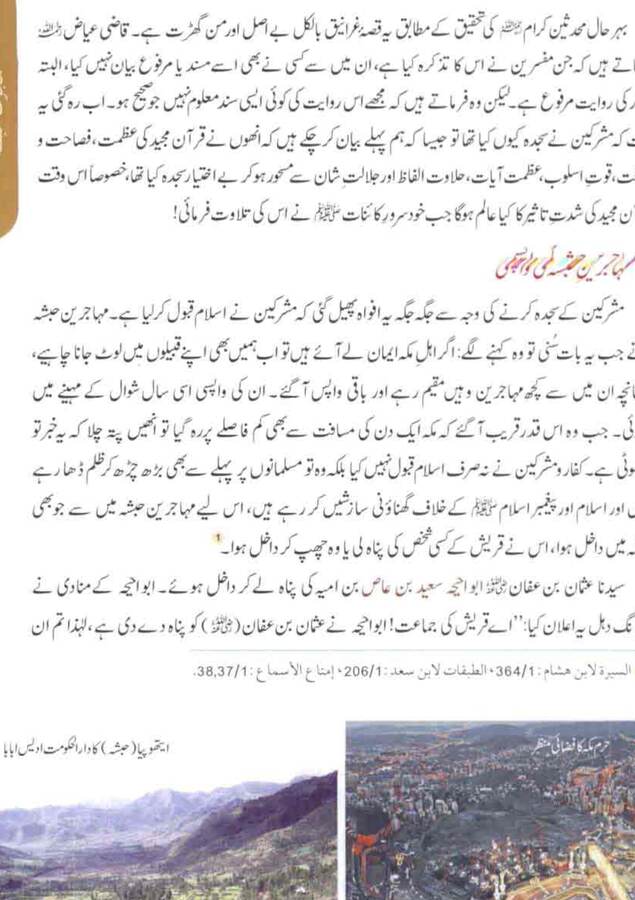 بہر حال محدثین کرام کی تحقیق کے مطابق یہ قصۂ غرانیق بالکل بے اصل اور من گھڑت ہے۔ قاضی عیاض
ماتے ہیں کہ جن مفسرین نے اس کا تذکرہ کیا ہے، ان میں سے کسی نے بھی اسے مسند یا مرفوع بیان نہیں کیا، البتہ
کی روایت مرفوع ہے۔ لیکن وہ فرماتے ہیں کہ مجھے اس روایت کی کوئی ایسی سند معلوم نہیں جو صحیح ہو۔ اب رہ گئی یہ
ت کہ مشرکین نے سجدہ کیوں کیا تھا تو جیسا کہ ہم پہلے بیان کر چکے ہیں کہ انھوں نے قرآن مجید کی عظمت، فصاحت و
قوتِ اسلوب، عظمت آیات، حلاوت الفاظ اور جلالتِ شان سے مسحور ہو کر بے اختیار سجدہ کیا تھا، خصوصاً اس وقت
آن مجید کی شدتِ تاثیر کا کیا عالم ہوگا جب خود سرورِ کائنات ﷺ نے اس کی تلاوت فرمائی!
مہاجرینِ حبشہ کی واپسی
مشرکین کے سجدہ کرنے کی وجہ سے جگہ جگہ یہ افواہ پھیل گئی کہ مشرکین نے اسلام قبول کر لیا ہے۔ مہاجرین حبشہ
نے جب یہ بات سُنی تو وہ کہنے لگے: اگر اہلِ مکہ ایمان لے آئے ہیں تو اب ہمیں بھی اپنے قبیلوں میں لوٹ جانا چاہیے،
نانچہ ان میں سے کچھ مہاجرین وہیں مقیم رہے اور باقی واپس آ گئے۔ ان کی واپسی اسی سال شوال کے مہینے میں
ئی۔ جب وہ اس قدر قریب آ گئے کہ مکہ ایک دن کی مسافت سے بھی کم فاصلے پر رہ گیا تو انھیں پتہ چلا کہ یہ خبر تو
وٹی ہے۔ کفار و مشرکین نے نہ صرف اسلام قبول نہیں کیا بلکہ وہ تو مسلمانوں پر پہلے سے بھی بڑھ چڑھ کر ظلم ڈھا رہے
ں اور اسلام اور پیغمبرِ اسلام ﷺ کے خلاف گھناؤنی سازشیں کر رہے ہیں، اس لیے مہاجرین حبشہ میں سے جو بھی
ہ میں داخل ہوا، اس نے قریش کے کسی شخص کی پناہ لی یا وہ چھپ کر داخل ہوا۔ 1
سیدنا عثمان بن عفان ابو احیحہ سعید بن عاص بن امیہ کی پناہ لے کر داخل ہوئے۔ ابو احیحہ کے منادی نے
نگ دہل یہ اعلان کیا: ’’اے قریش کی جماعت! ابو احیحہ نے عثمان بن عفان کو پناہ دے دی ہے، لہٰذا تم ان
السيرة لابن هشام: 364/1، الطبقات لابن سعد: 206/1، إمتاع الأسماع: 38,37/1.
حرم مکہ کا فضائی منظر
ایتھوپیا (حبشہ) کا دارالحکومت ادیس ابابا